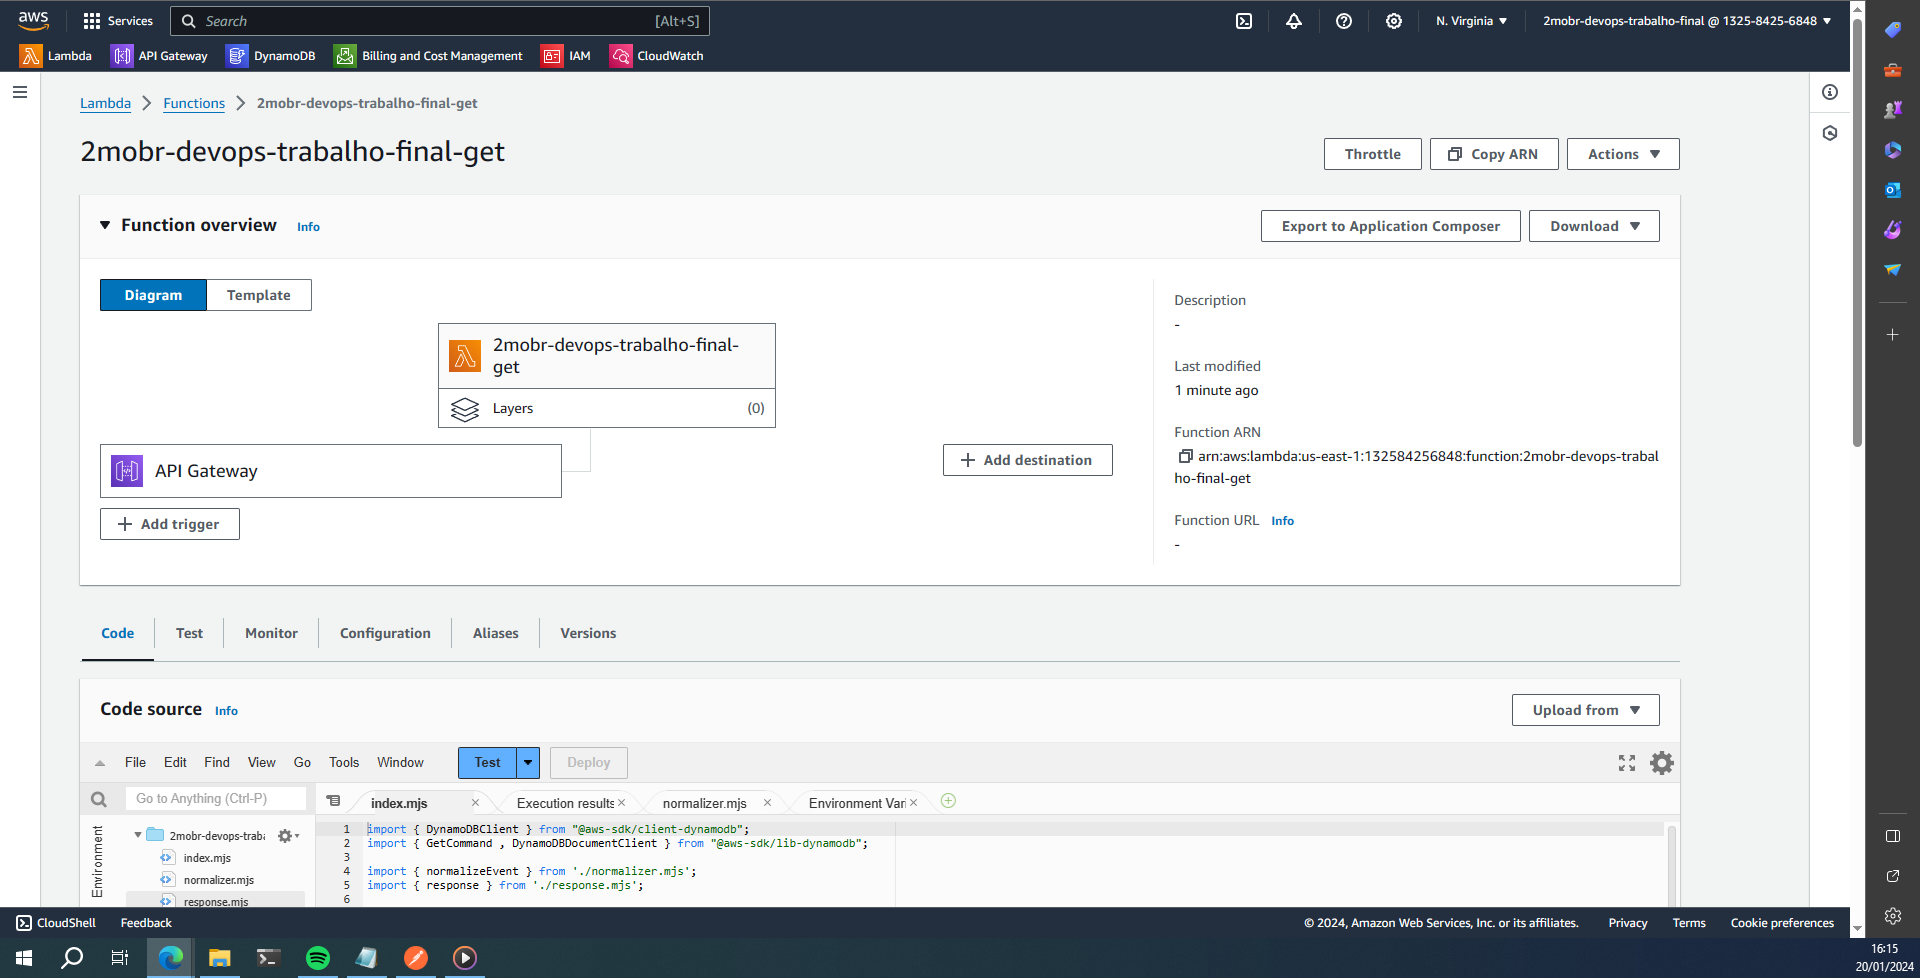 aws
Services
Search
[Alt+S]
N. Virginia
2mobr-devops-trabalho-final @ 1325-8425-6848
Lambda
API Gateway
DynamoDB
Billing and Cost Management
IAM
CloudWatch
Lambda
Functions
2mobr-devops-trabalho-final-get
2mobr-devops-trabalho-final-get
Throttle
Copy ARN
Actions
Function overview
Info
Export to Application Composer
Download
Diagram
Template
2mobr-devops-trabalho-final-
get
Layers
(0)
API Gateway
Add trigger
Add destination
Description
-
Last modified
1 minute ago
Function ARN
arn:aws:lambda:us-east-1:132584256848:function:2mobr-devops-trabal
ho-final-get
Function URL
Info
-
Code
Test
Monitor
Configuration
Aliases
Versions
Code source
Info
Upload from
File
Edit
Find
View
Go
Tools
Window
Test
Deploy
Go to Anything (Ctrl-P)
index.mjs
Execution results
normalizer.mjs
Environment Vari
Environment
2mobr-devops-traba
index.mjs
normalizer.mjs
response.mjs
1 import { DynamoDBClient } from "@aws-sdk/client-dynamodb";
2 import { GetCommand , DynamoDBDocumentClient } from "@aws-sdk/lib-dynamodb";
3
4 import { normalizeEvent } from './normalizer.mjs';
5 import { response } from './response.mjs';
6
CloudShell
Feedback
© 2024, Amazon Web Services, Inc. or its affiliates.
Privacy
Terms
Cookie preferences
16:15
20/01/2024